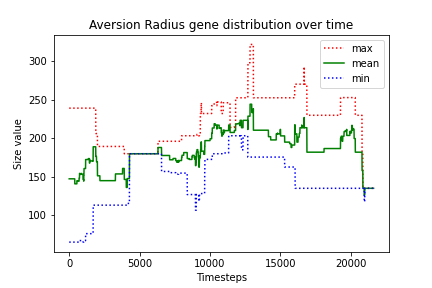 Aversion Radius gene distribution over time
max
mean
min
300
250
200
150
100
Size value
0
5000
10000
15000
20000
Timesteps